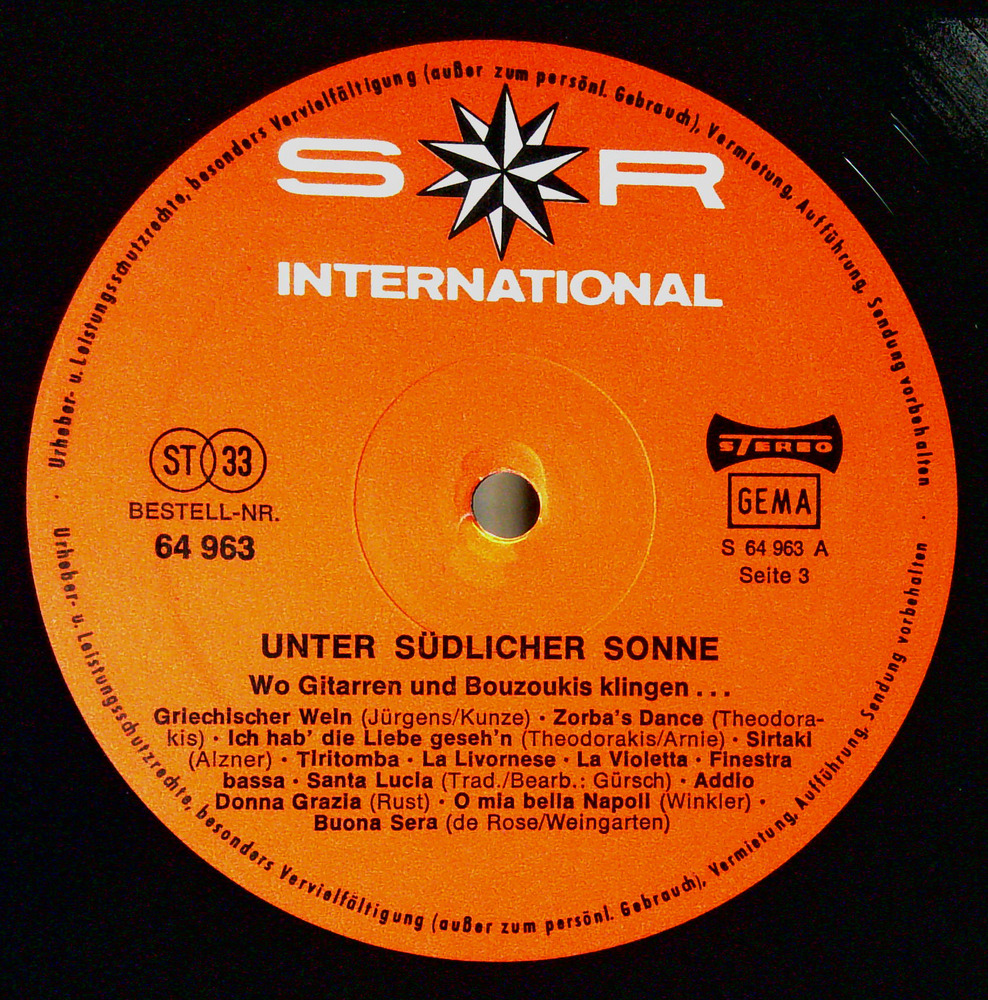 Urheber- u. Leistungsschutzrechte, besonders Vervielfältigung (außer zum persönl. Gebrauch), Vermietung, Aufführung, Sendung vorbehalten
S R
INTERNATIONAL
ST 33
BESTELL-NR.
64 963
STEREO
GEMA
S 64 963 A
Seite 3
UNTER SÜDLICHER SONNE
Wo Gitarren und Bouzoukis klingen . . .
Griechischer Wein (Jürgens/Kunze) · Zorba's Dance (Theodora-
kis) · Ich hab' die Liebe geseh'n (Theodorakis/Arnie) · Sirtaki
(Alzner) · Tiritomba · La Livornese · La Violetta · Finestra
bassa · Santa Lucia (Trad./Bearb.: Gürsch) · Addio
Donna Grazia (Rust) · O mia bella Napoli (Winkler) ·
Buona Sera (de Rose/Weingarten)
Urheber- u. Leistungsschutzrechte, besonders Vervielfältigung (außer zum persönl. Gebrauch), Vermietung, Aufführung, Sendung vorbehalten